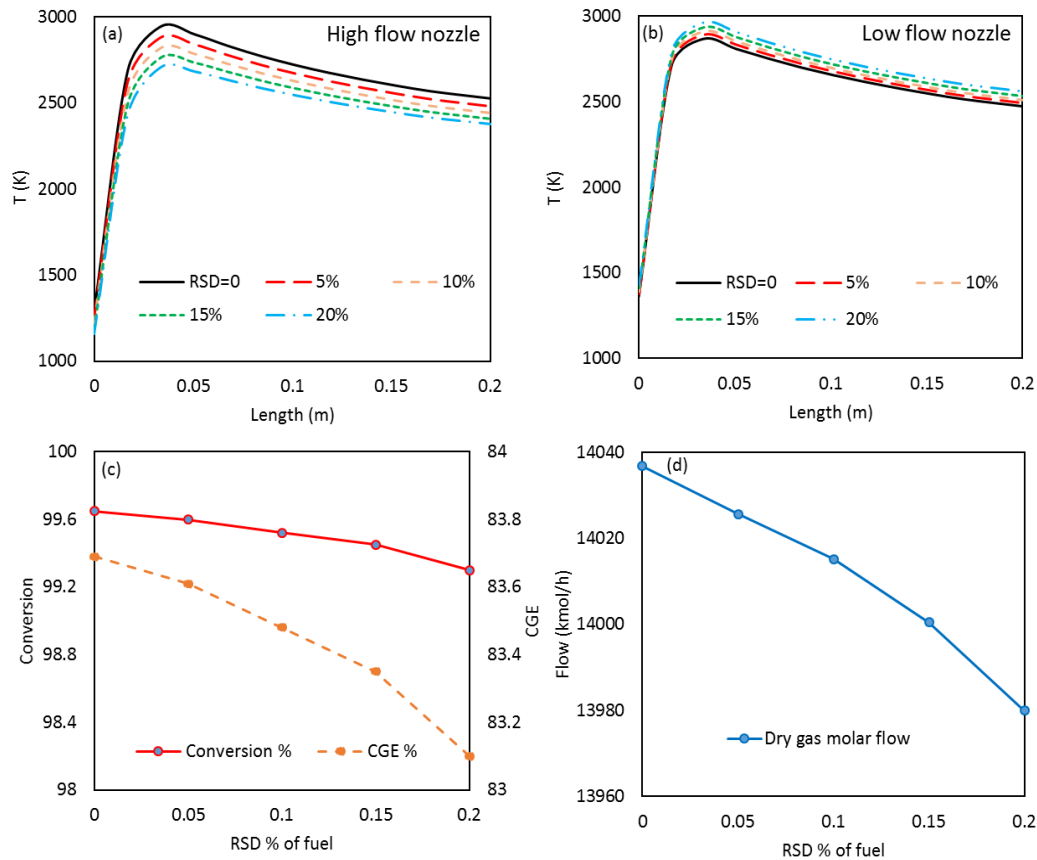 (a) High flow nozzle
3000
2500
2000
1500
1000
T (K)
RSD=0 5% 10%
15% 20%
0 0.05 0.1 0.15 0.2
Length (m)
(b) Low flow nozzle
3000
2500
2000
1500
1000
T (K)
RSD=0 5% 10%
15% 20%
0 0.05 0.1 0.15 0.2
Length (m)
(c)
100
99.6
99.2
98.8
98.4
98
Conversion
84
83.8
83.6
83.4
83.2
83
CGE
Conversion % CGE %
0 0.05 0.1 0.15 0.2
RSD % of fuel
(d)
14040
14020
14000
13980
13960
Flow (kmol/h)
Dry gas molar flow
0 0.05 0.1 0.15 0.2
RSD % of fuel